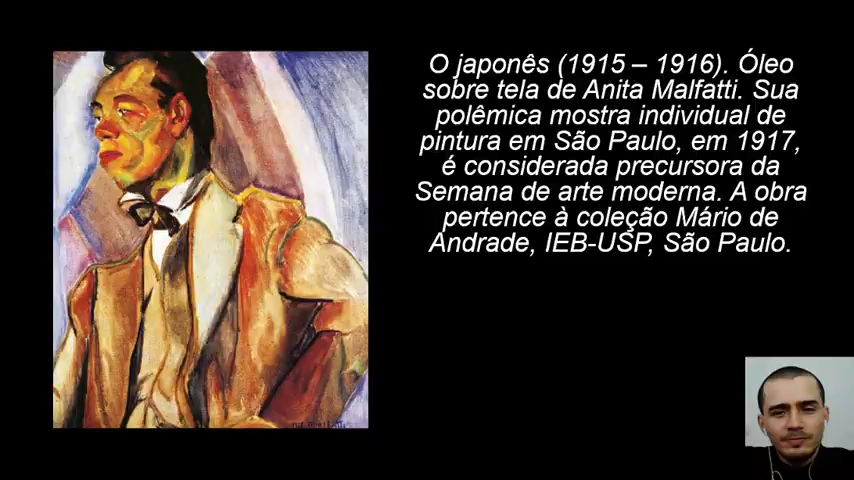 O japonês (1915 – 1916). Óleo
sobre tela de Anita Malfatti. Sua
polêmica mostra individual de
pintura em São Paulo, em 1917,
é considerada precursora da
Semana de arte moderna. A obra
pertence à coleção Mário de
Andrade, IEB-USP, São Paulo.